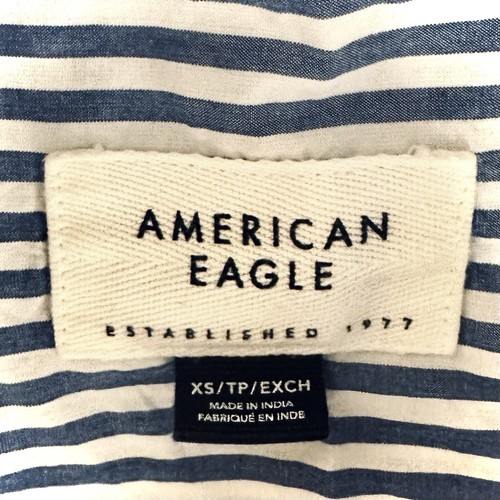 AMERICAN
EAGLE
ESTABLISHED 1977
XS/TP/EXCH
MADE IN INDIA
FABRIQUÉ EN INDE